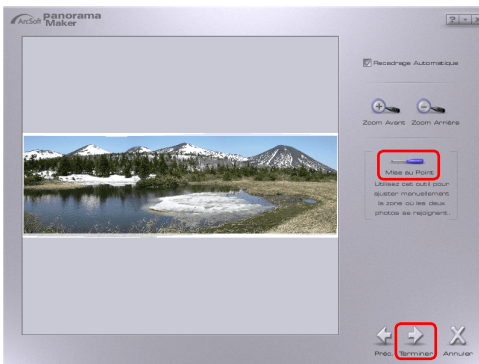 ArcSoft Panorama Maker
? - X
Recadrage Automatique
Zoom Avant Zoom Arrière
Mise au Point
Utilisez cet outil pour
ajuster manuellement
la zone où les deux
photos se rejoignent.
Préc. Terminer Annuler